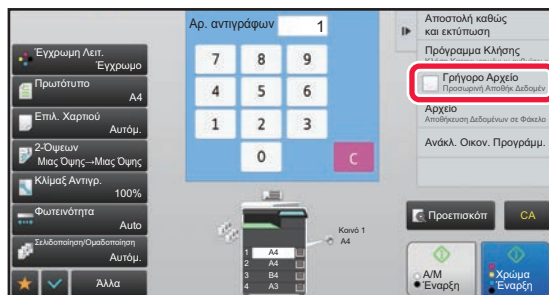 Αρ. αντιγράφων 1
Έγχρωμη Λειτ.
Έγχρωμο
Πρωτότυπο
A4
Επιλ. Χαρτιού
Αυτόμ.
2-Όψεων
Μιας Όψης→Μιας Όψης
Κλίμαξ Αντιγρ.
100%
Φωτεινότητα
Auto
Σελιδοποίηση/Ομαδοποίηση
Αυτόμ.
Άλλα
7 8 9
4 5 6
1 2 3
0 C
Κοινό 1
A4
1 A4
2 A4
3 B4
4 A3
Αποστολή καθώς
και εκτύπωση
Πρόγραμμα Κλήσης
Γρήγορο Αρχείο
Προσωρινή Αποθήκ Δεδομέν
Αρχείο
Αποθήκευση Δεδομένων σε Φάκελο
Ανάκλ. Οικον. Προγράμμ.
Προεπισκόπ CA
Α/Μ
Έναρξη
Χρώμα
Έναρξη